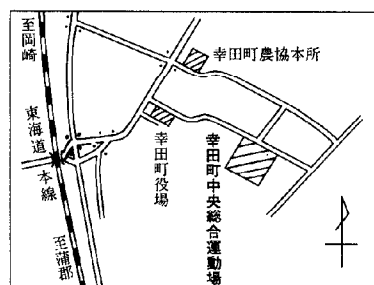 至岡崎
東海道本線
至蒲郡
幸田町農協本所
幸田町役場
幸田町中央総合運動場